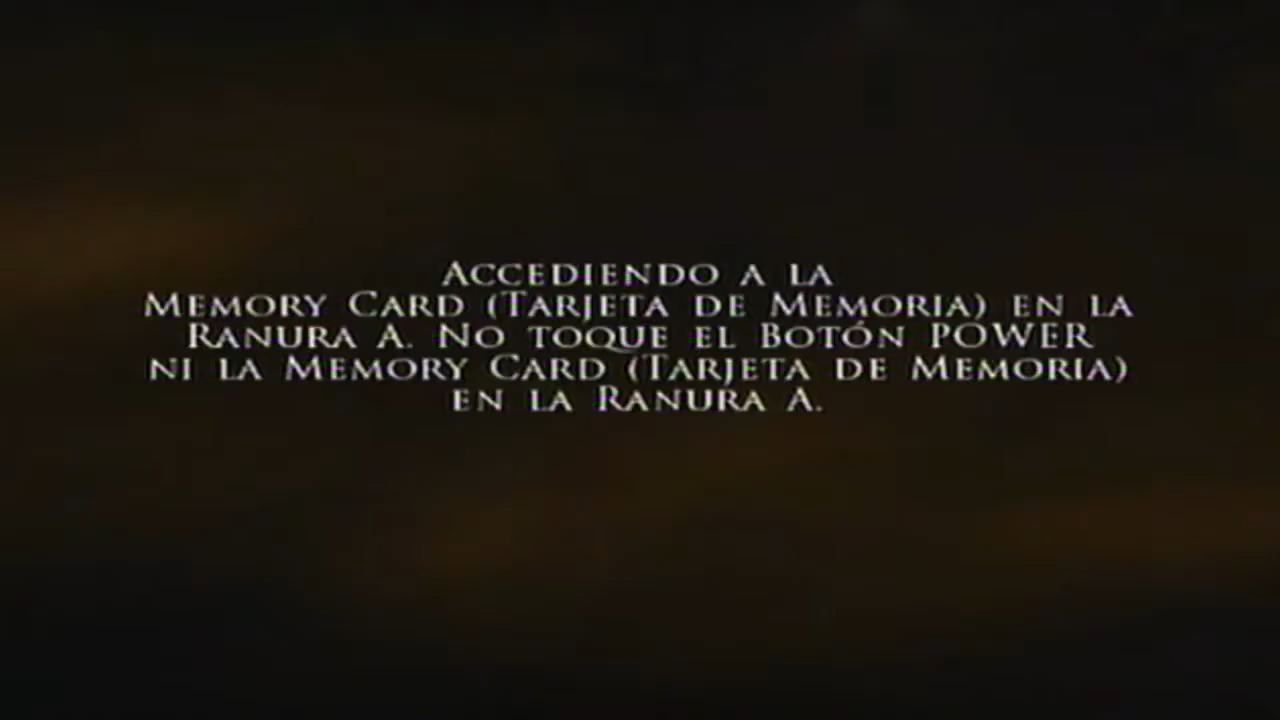 Accediendo a la
Memory Card (Tarjeta de Memoria) en la
Ranura A. No toque el Botón POWER
ni la Memory Card (Tarjeta de Memoria)
en la Ranura A.